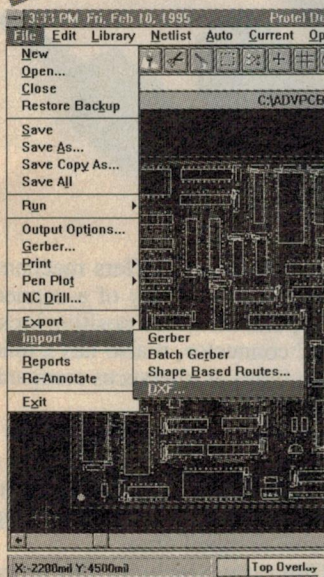 3:33 PM Fri, Feb 10, 1995 Protel De
File Edit Library Netlist Auto Current Op
C:\ADVPCB
New
Open...
Close
Restore Backup
Save
Save As...
Save Copy As...
Save All
Run
Output Options...
Gerber...
Print
Pen Plot
NC Drill...
Export
Import
Reports
Re-Annotate
Exit
Gerber
Batch Gerber
Shape Based Routes...
DXF...
X:-2200mil Y:4500mil Top Overlay